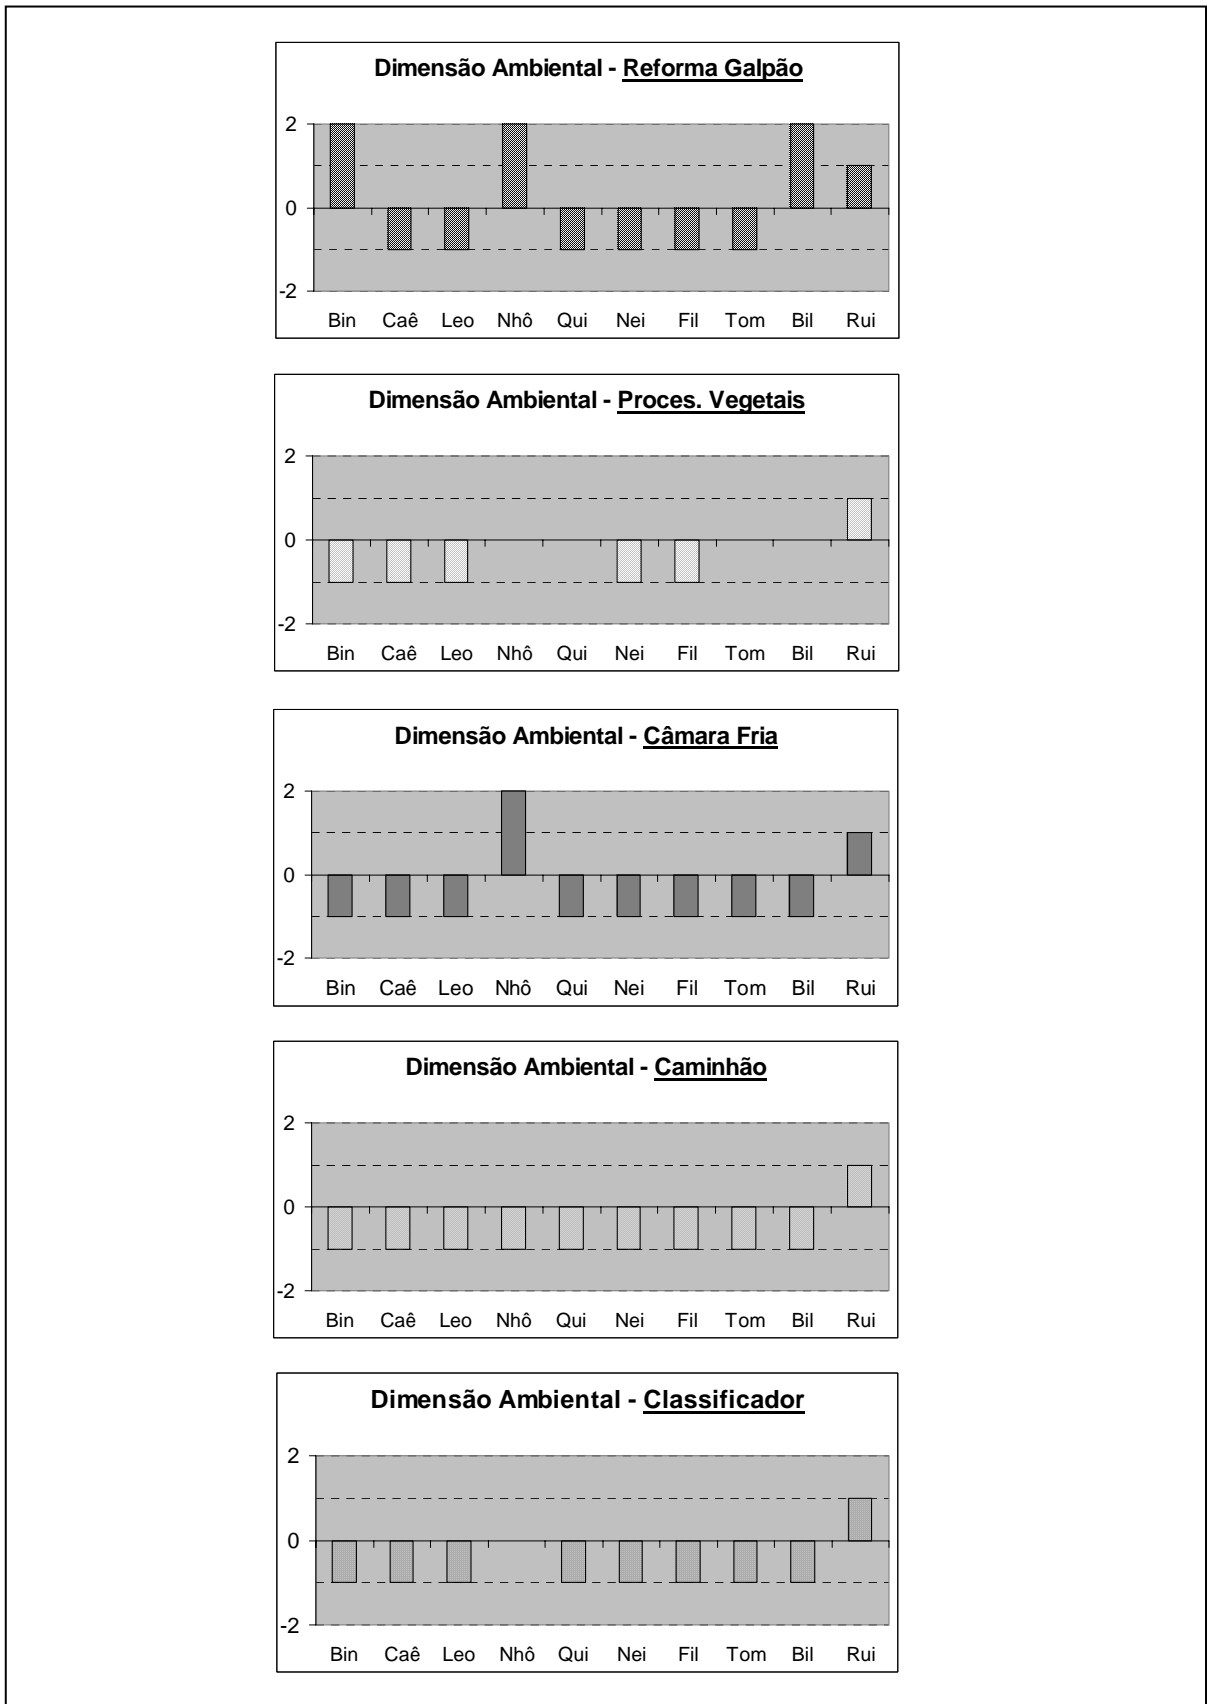 Dimensão Ambiental - Reforma Galpão
2
0
-2
Bin Caê Leo Nhô Qui Nei Fil Tom Bil Rui
Dimensão Ambiental - Proces. Vegetais
2
0
-2
Bin Caê Leo Nhô Qui Nei Fil Tom Bil Rui
Dimensão Ambiental - Câmara Fria
2
0
-2
Bin Caê Leo Nhô Qui Nei Fil Tom Bil Rui
Dimensão Ambiental - Caminhão
2
0
-2
Bin Caê Leo Nhô Qui Nei Fil Tom Bil Rui
Dimensão Ambiental - Classificador
2
0
-2
Bin Caê Leo Nhô Qui Nei Fil Tom Bil Rui